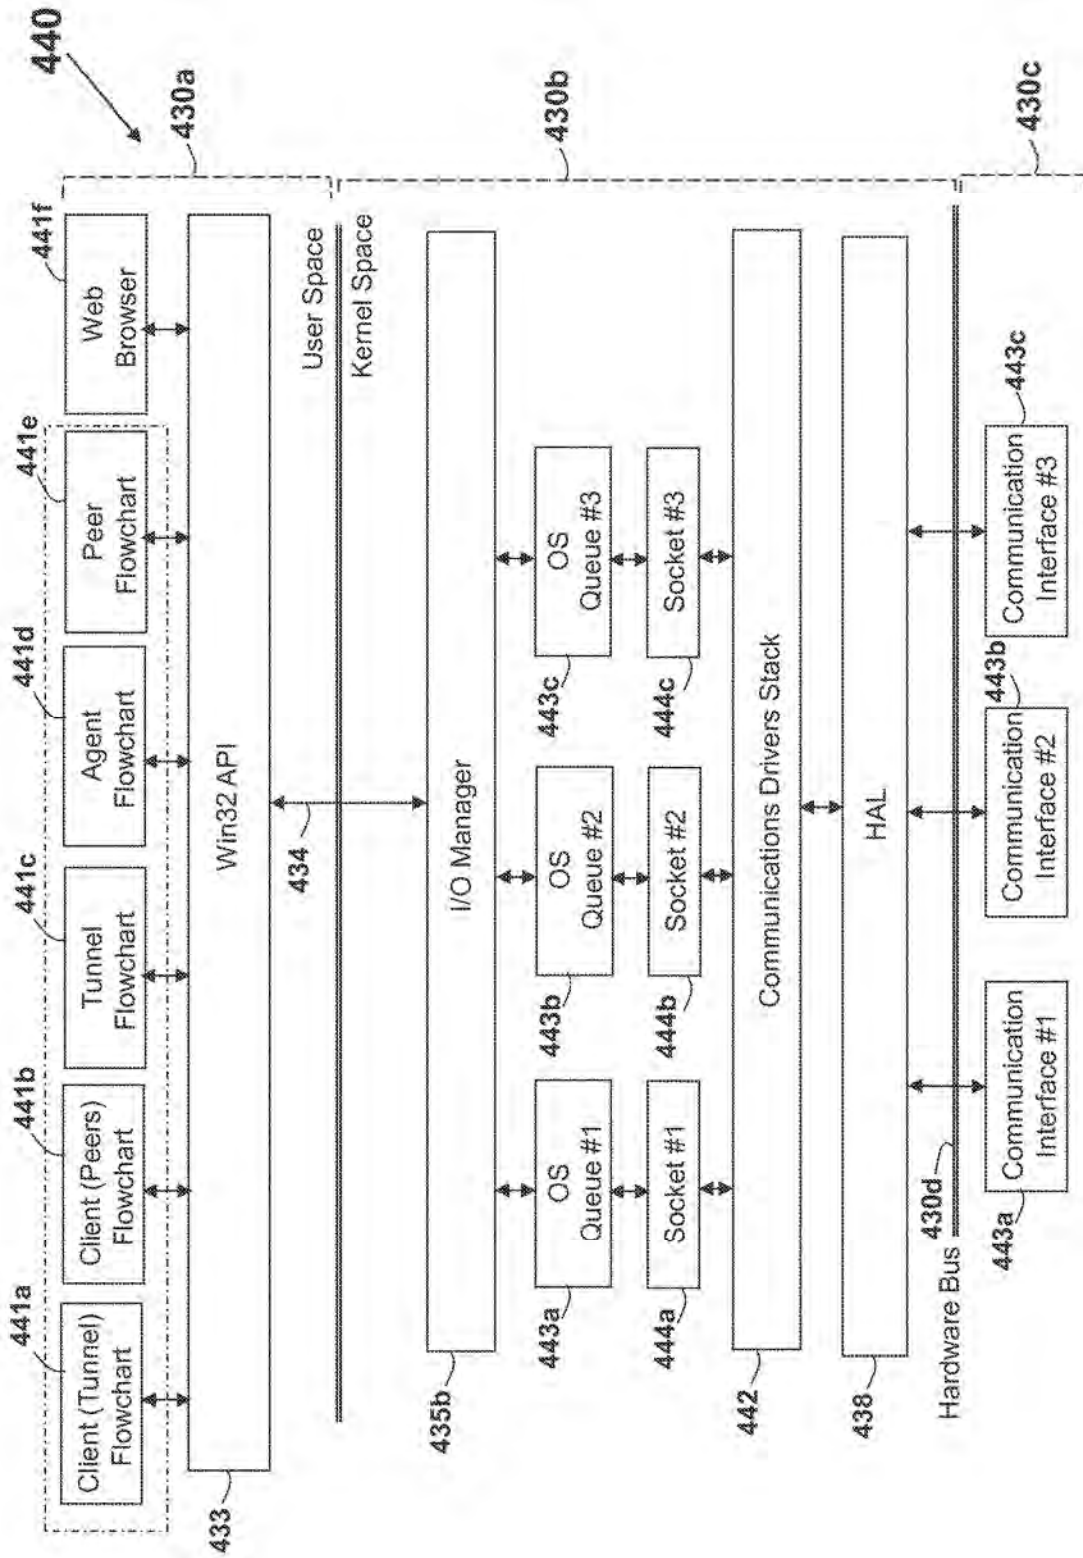 440
441a
441b
441c
441d
441e
441f
430a
Client (Tunnel)
Flowchart
Client (Peers)
Flowchart
Tunnel
Flowchart
Agent
Flowchart
Peer
Flowchart
Web
Browser
433
Win32 API
434
User Space
Kernel Space
430b
435b
I/O Manager
OS
Queue #1
443a
OS
Queue #2
443b
OS
Queue #3
443c
Socket #1
444a
Socket #2
444b
Socket #3
444c
442
Communications Drivers Stack
438
HAL
Hardware Bus
430d
430c
Communication
Interface #1
443a
Communication
Interface #2
443b
Communication
Interface #3
443c